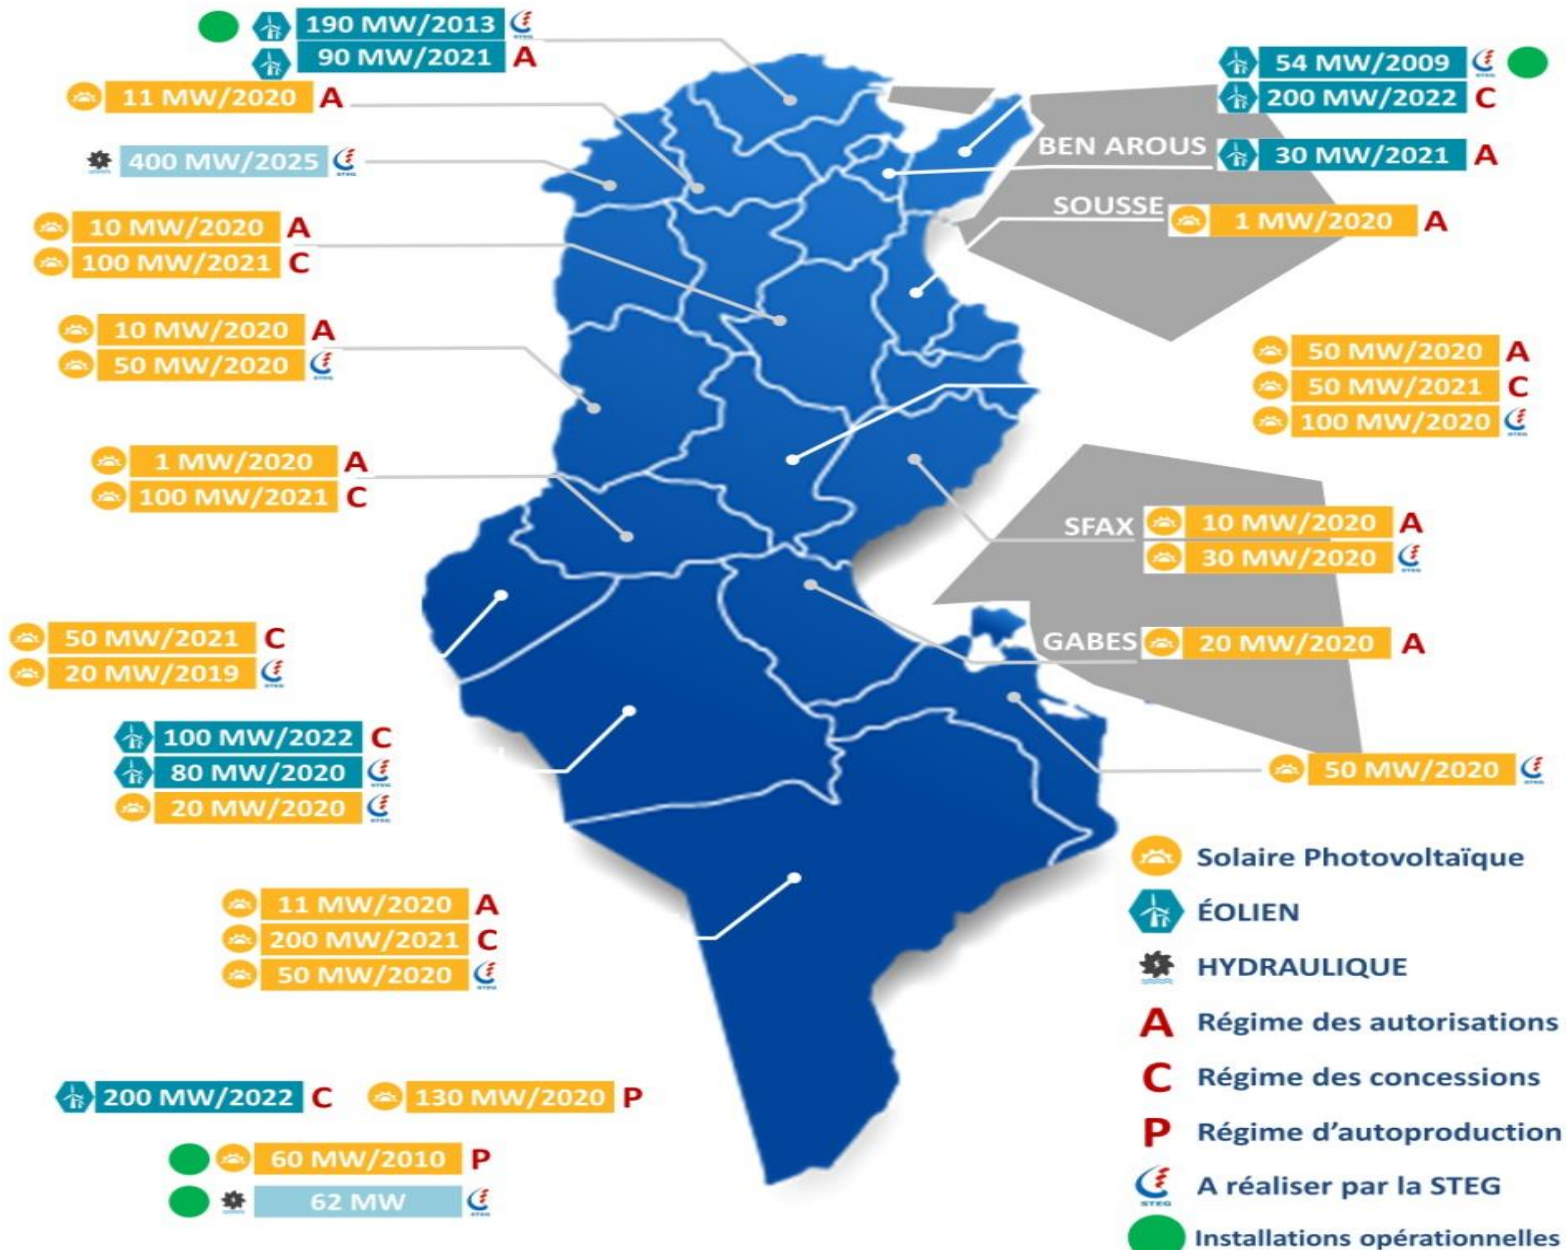 190 MW/2013
90 MW/2021 A
11 MW/2020 A
400 MW/2025
10 MW/2020 A
100 MW/2021 C
10 MW/2020 A
50 MW/2020
1 MW/2020 A
100 MW/2021 C
50 MW/2021 C
20 MW/2019
100 MW/2022 C
80 MW/2020
20 MW/2020
11 MW/2020 A
200 MW/2021 C
50 MW/2020
200 MW/2022 C
130 MW/2020 P
60 MW/2010 P
62 MW
54 MW/2009 STEG
200 MW/2022 C
BEN AROUS 30 MW/2021 A
SOUSSE 1 MW/2020 A
50 MW/2020 A
50 MW/2021 C
100 MW/2020
SFAX 10 MW/2020 A
30 MW/2020
GABES 20 MW/2020 A
50 MW/2020
Solaire Photovoltaïque
ÉOLIEN
HYDRAULIQUE
A Régime des autorisations
C Régime des concessions
P Régime d'autoproduction
STEG A réaliser par la STEG
Installations opérationnelles